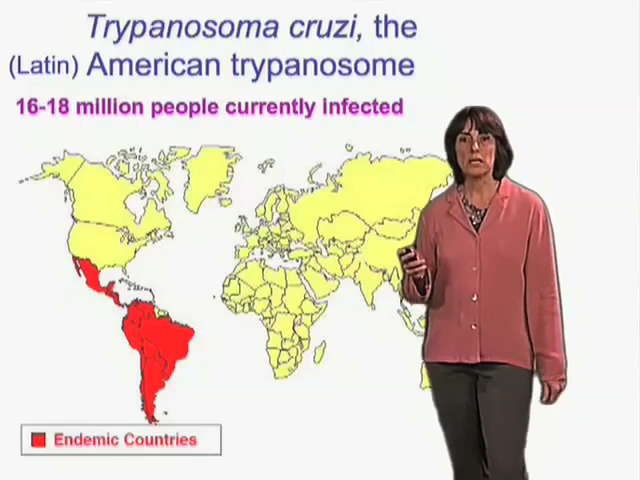 Trypanosoma cruzi, the
(Latin) American trypanosome
16-18 million people currently infected
Endemic Countries